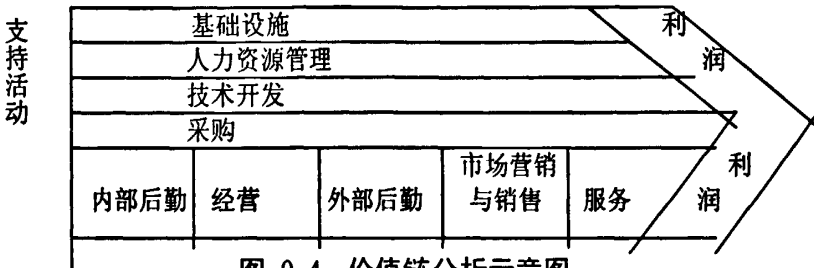 支持活动
基础设施
人力资源管理
技术开发
采购
利润
内部后勤
经营
外部后勤
市场营销
与销售
服务
利润